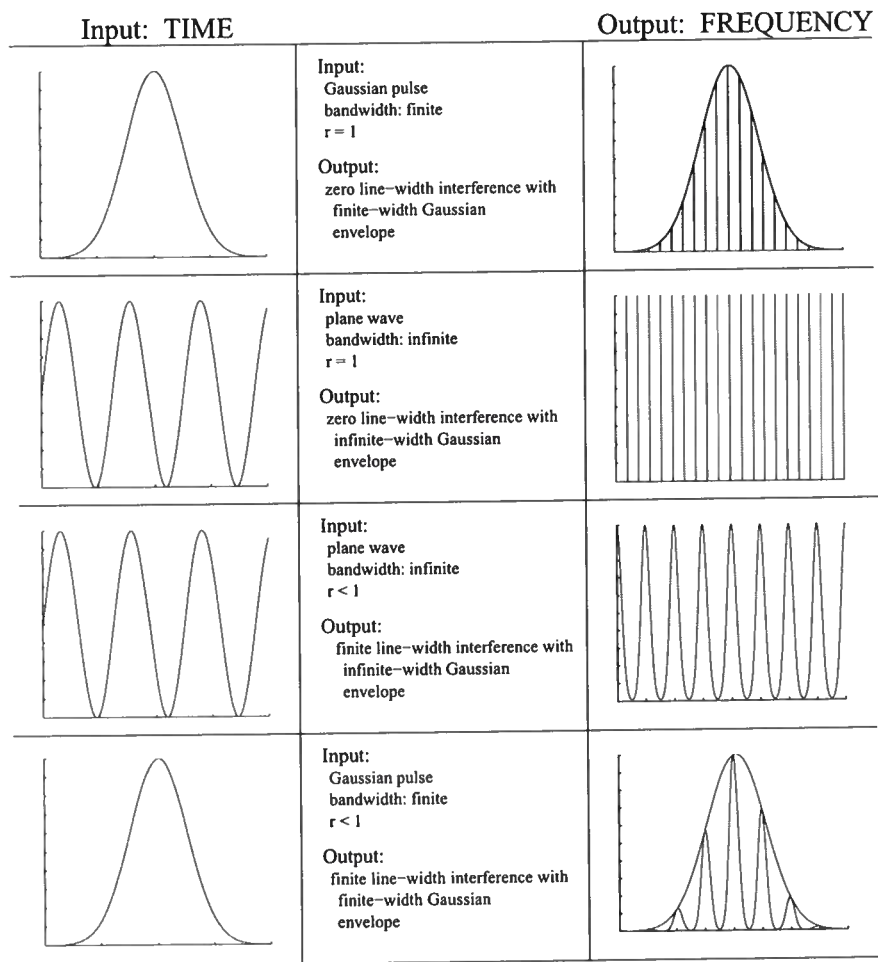 Input: TIME
Output: FREQUENCY
Input:
Gaussian pulse
bandwidth: finite
r = 1
Output:
zero line−width interference with
finite−width Gaussian
envelope
Input:
plane wave
bandwidth: infinite
r = 1
Output:
zero line−width interference with
infinite−width Gaussian
envelope
Input:
plane wave
bandwidth: infinite
r < 1
Output:
finite line−width interference with
infinite−width Gaussian
envelope
Input:
Gaussian pulse
bandwidth: finite
r < 1
Output:
finite line−width interference with
finite−width Gaussian
envelope